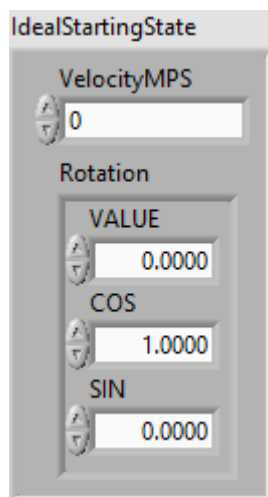 IdealStartingState
VelocityMPS
0
Rotation
VALUE
0.0000
COS
1.0000
SIN
0.0000